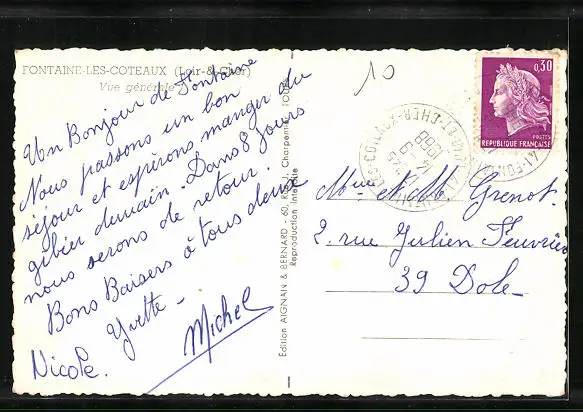 FONTAINE-LES-COTEAUX (Loir-&-Cher)
Vue générale
Un Bonjour de Fontaine
Nous passons un bon
séjour et espérons manger du
gibier demain. Dans 8 jours
nous serons de retour.
Bons Baisers à tous deux
Yvette -
Michel
Nicole.
Edition AIGNAN & BERNARD - 60, Rue J. Charpentier TOURS
Reproduction Interdite
10
0,30
POSTES
REPUBLIQUE FRANÇAISE
1968
Mme & M. Grenot.
2. rue Julien Feuvrier
39 Dole_